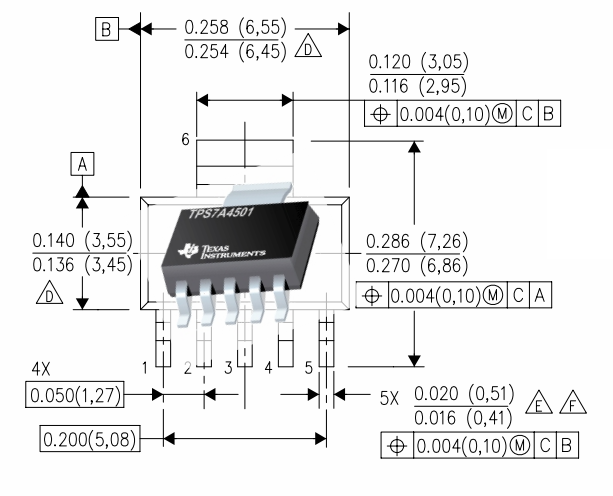 B
0.258 (6,55)
0.254 (6,45)
D
0.120 (3,05)
0.116 (2,95)
⌖ 0.004(0,10)Ⓜ C B
6
A
TPS7A4501
TEXAS
INSTRUMENTS
0.140 (3,55)
0.136 (3,45)
D
0.286 (7,26)
0.270 (6,86)
⌖ 0.004(0,10)Ⓜ C A
1 2 3 4 5
4X
0.050(1,27)
5X 0.020 (0,51)
0.016 (0,41)
E F
0.200(5,08)
⌖ 0.004(0,10)Ⓜ C B